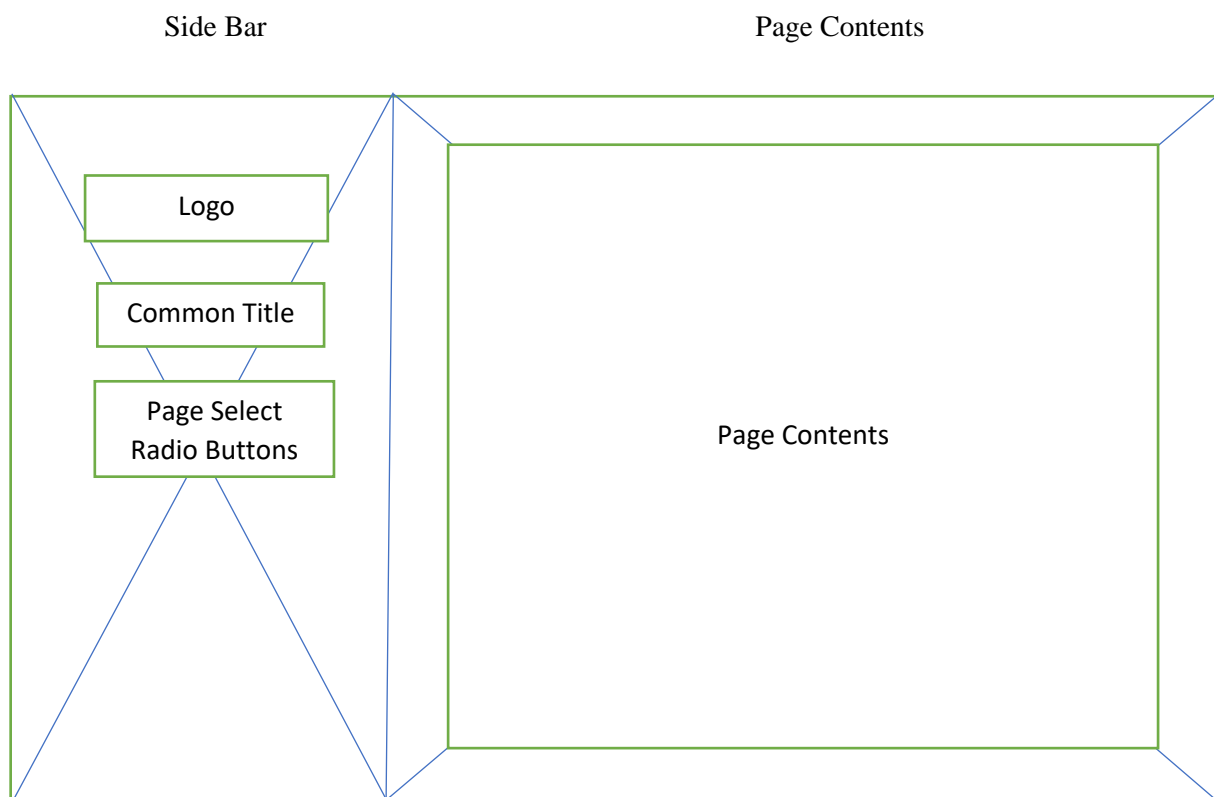 Side Bar
Page Contents
Logo
Common Title
Page Select
Radio Buttons
Page Contents